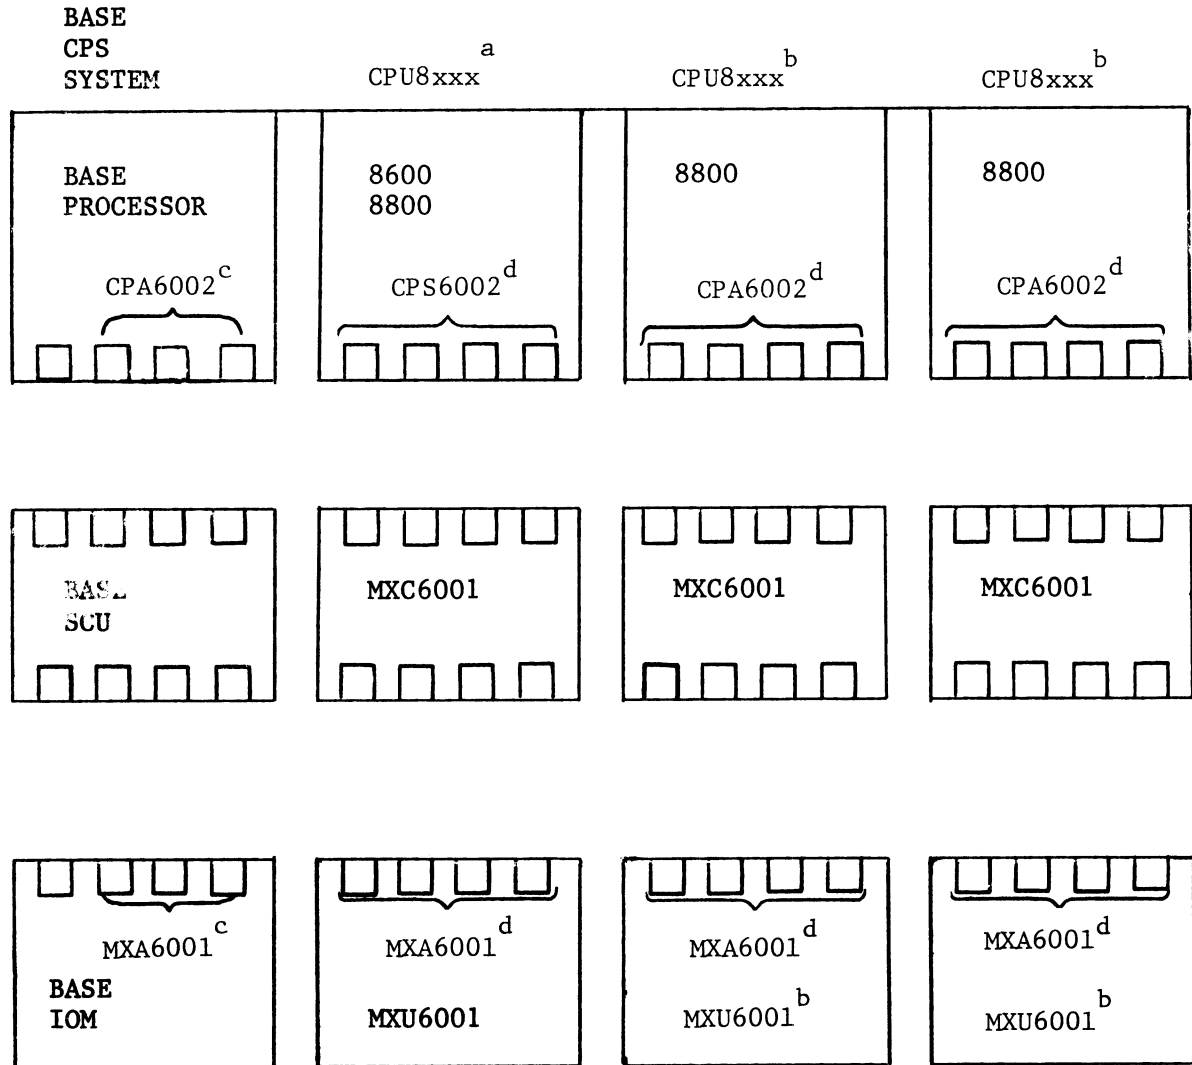 BASE
CPS
SYSTEM
CPU8xxx a
CPU8xxx b
CPU8xxx b
BASE
PROCESSOR
8600
8800
8800
8800
CPA6002 c
CPS6002 d
CPA6002 d
CPA6002 d
BASE
SCU
MXC6001
MXC6001
MXC6001
MXA6001 c
MXA6001 d
MXA6001 d
MXA6001 d
BASE
IOM
MXU6001
MXU6001 b
MXU6001 b